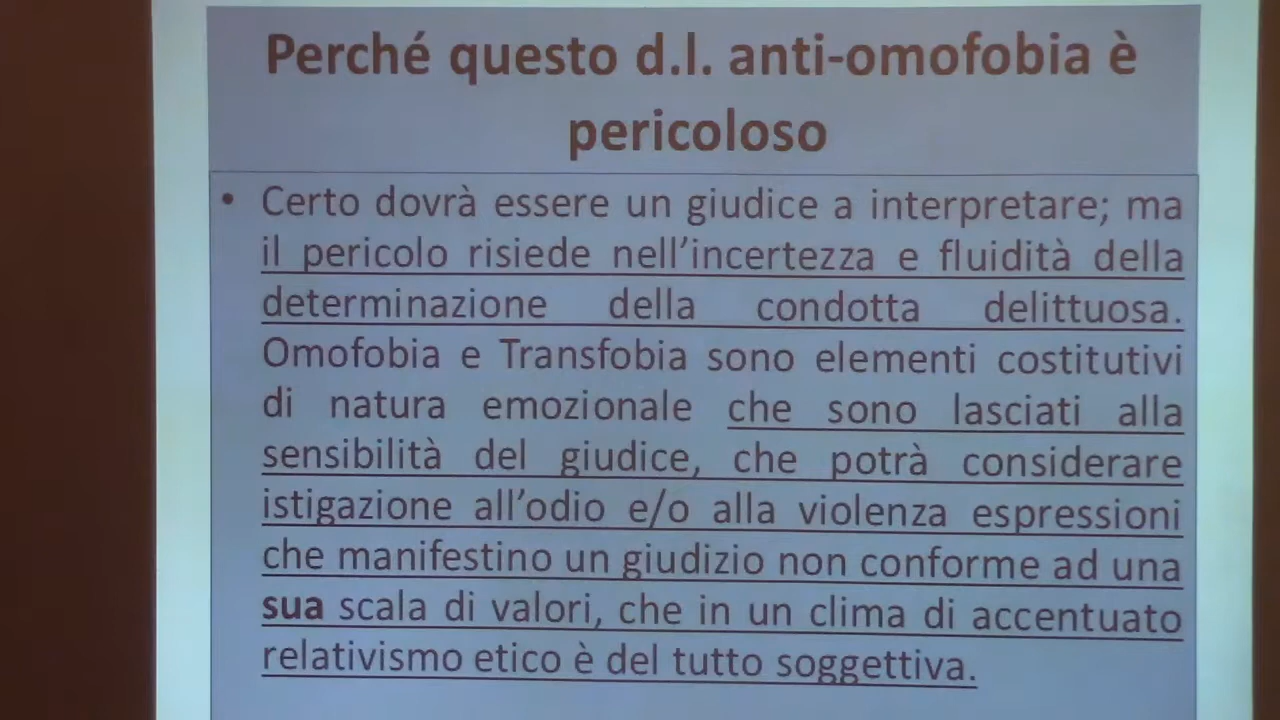 Perché questo d.l. anti-omofobia è
pericoloso
• Certo dovrà essere un giudice a interpretare; ma
il pericolo risiede nell'incertezza e fluidità della
determinazione della condotta delittuosa.
Omofobia e Transfobia sono elementi costitutivi
di natura emozionale che sono lasciati alla
sensibilità del giudice, che potrà considerare
istigazione all'odio e/o alla violenza espressioni
che manifestino un giudizio non conforme ad una
sua scala di valori, che in un clima di accentuato
relativismo etico è del tutto soggettiva.